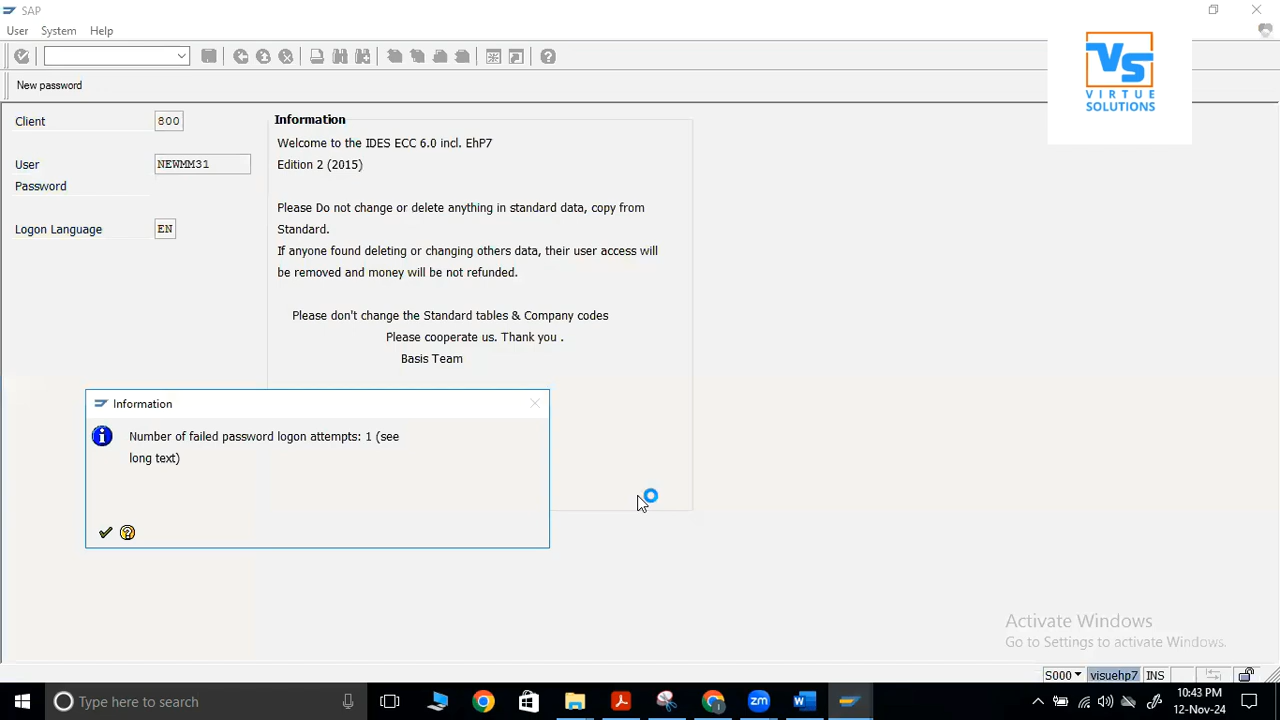 SAP
User System Help
New password
Client 800
User NEWMM31
Password
Logon Language EN
Information
Welcome to the IDES ECC 6.0 incl. EhP7
Edition 2 (2015)
Please Do not change or delete anything in standard data, copy from
Standard.
If anyone found deleting or changing others data, their user access will
be removed and money will be not refunded.
Please don't change the Standard tables & Company codes
Please cooperate us. Thank you .
Basis Team
Information
Number of failed password logon attempts: 1 (see
long text)
VS
VIRTUE
SOLUTIONS
Activate Windows
Go to Settings to activate Windows.
S000 visuehp7 INS
Type here to search
zm
10:43 PM
12-Nov-24